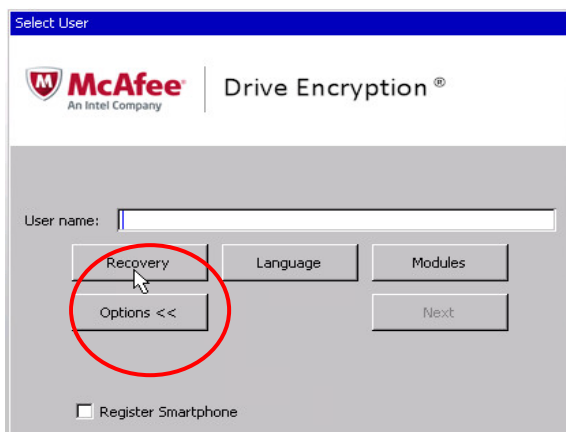 Select User
McAfee®
An Intel Company
Drive Encryption ®
User name:
Recovery
Language
Modules
Options <<
Next
Register Smartphone